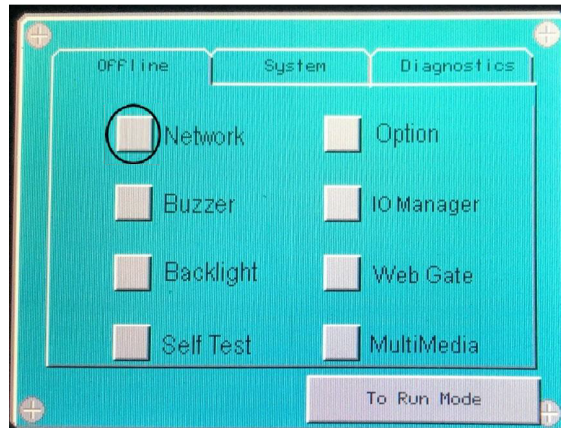 Offline System Diagnostics
Network Option
Buzzer IO Manager
Backlight Web Gate
Self Test MultiMedia
To Run Mode